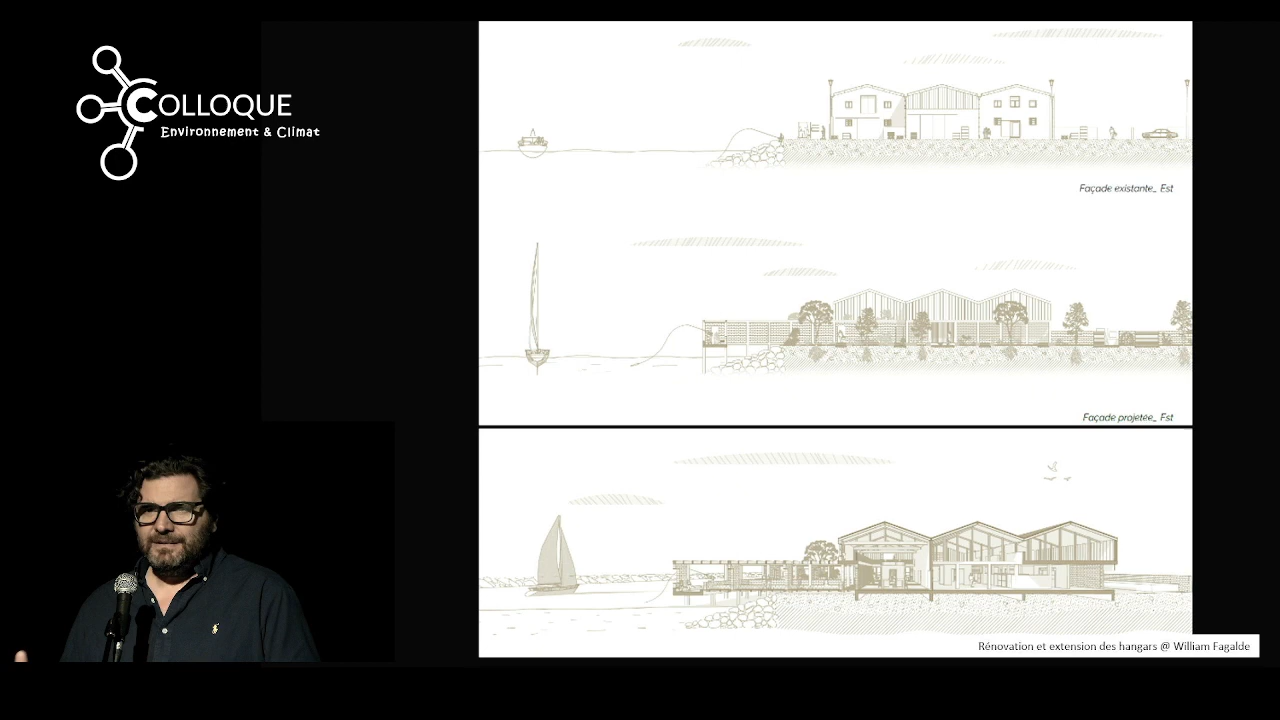 COLLOQUE
Environnement & Climat
Façade existante_ Est
Façade projetée_ Est
Rénovation et extension des hangars @ William Fagalde